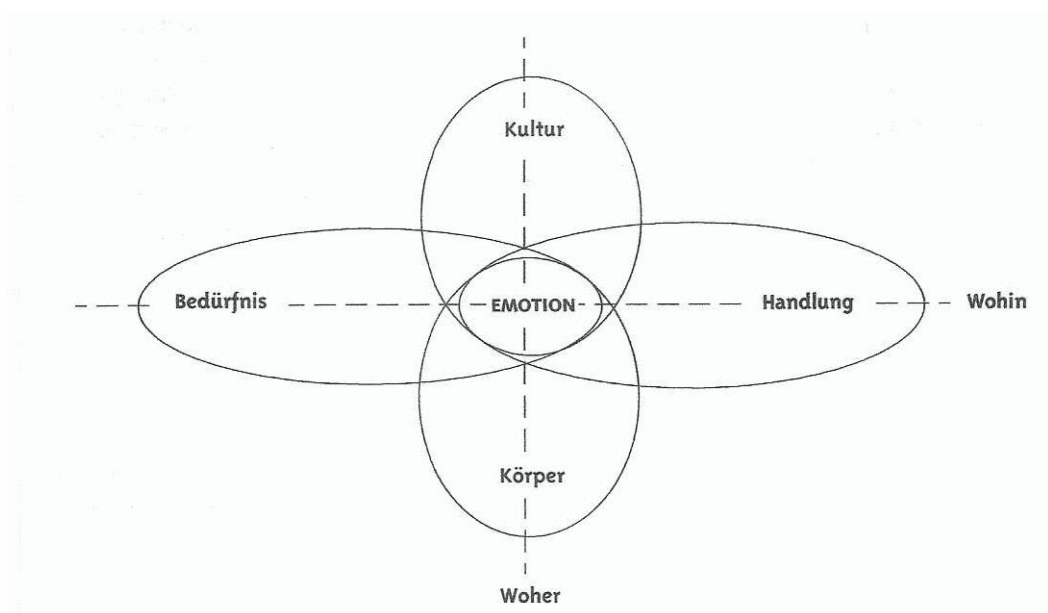 Kultur
Bedürfnis
EMOTION
Handlung
Wohin
Körper
Woher